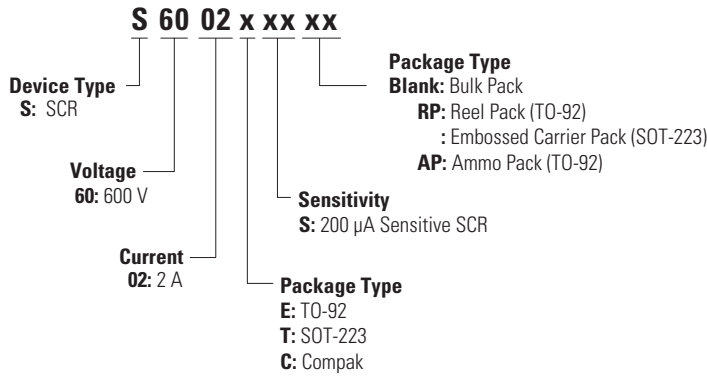 S 60 02 x xx xx
Device Type
S: SCR
Voltage
60: 600 V
Current
02: 2 A
Package Type
E: TO-92
T: SOT-223
C: Compak
Sensitivity
S: 200 µA Sensitive SCR
Package Type
Blank: Bulk Pack
RP: Reel Pack (TO-92)
: Embossed Carrier Pack (SOT-223)
AP: Ammo Pack (TO-92)